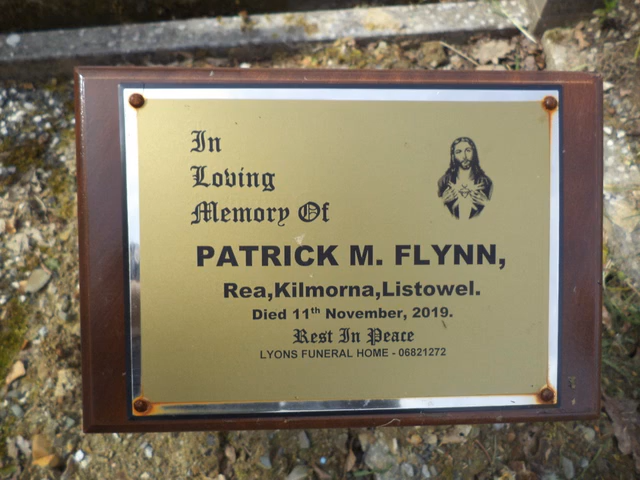 In
Loving
Memory Of
PATRICK M. FLYNN,
Rea,Kilmorna,Listowel.
Died 11th November, 2019.
Rest In Peace
LYONS FUNERAL HOME - 06821272